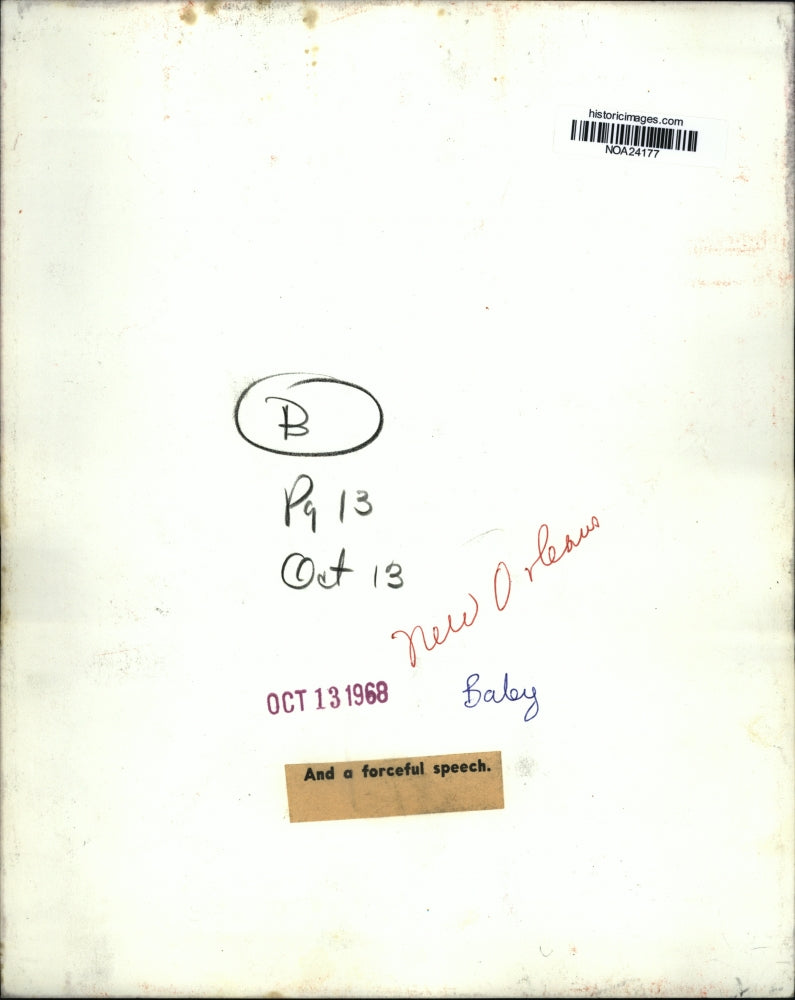 historicimages.com
NOA24177
B
Pg 13
Oct 13
New Orleans
OCT 13 1968
Baby
And a forceful speech.